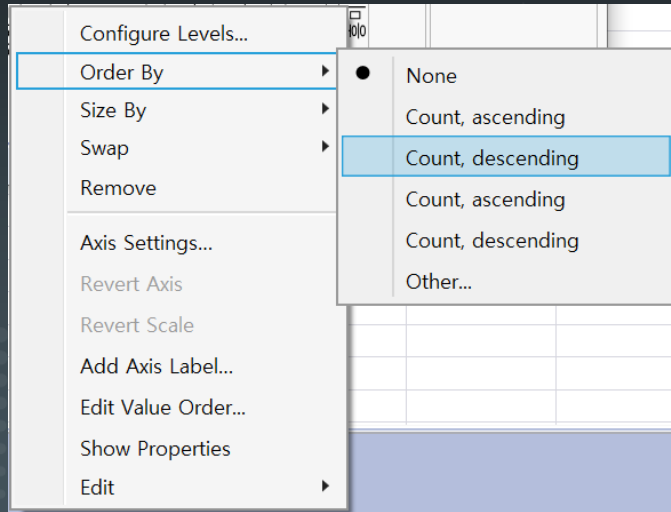 Configure Levels...
Order By
Size By
Swap
Remove
Axis Settings...
Revert Axis
Revert Scale
Add Axis Label...
Edit Value Order...
Show Properties
Edit
None
Count, ascending
Count, descending
Count, ascending
Count, descending
Other...